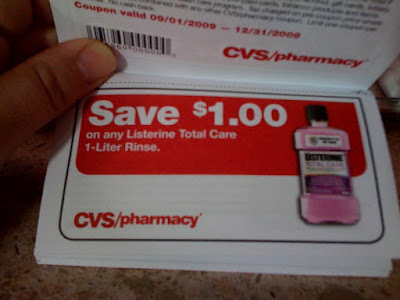 Coupon valid 09/01/2009 – 12/31/2009
CVS/pharmacy
Save $1.00
on any Listerine Total Care
1-Liter Rinse.
LISTERINE
TOTAL CARE
CVS/pharmacy